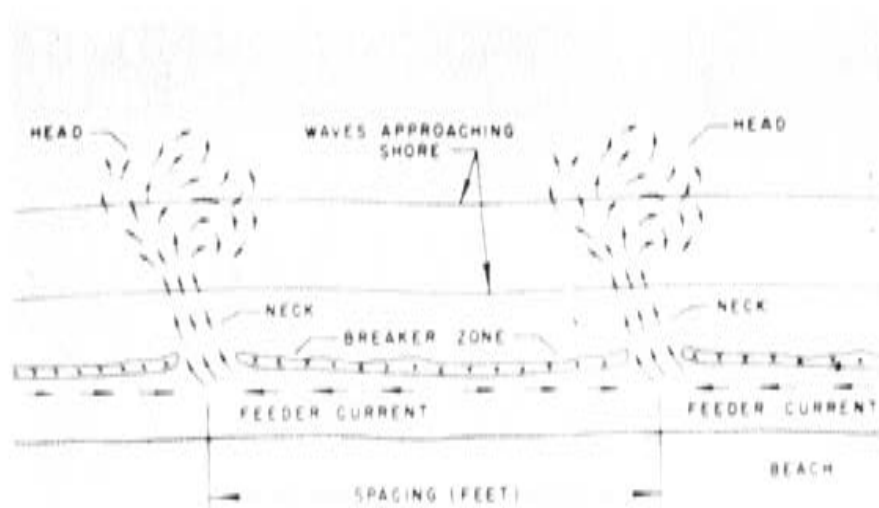 HEAD
WAVES APPROACHING
SHORE
HEAD
NECK
NECK
BREAKER ZONE
FEEDER CURRENT
FEEDER CURRENT
BEACH
SPACING (FEET)